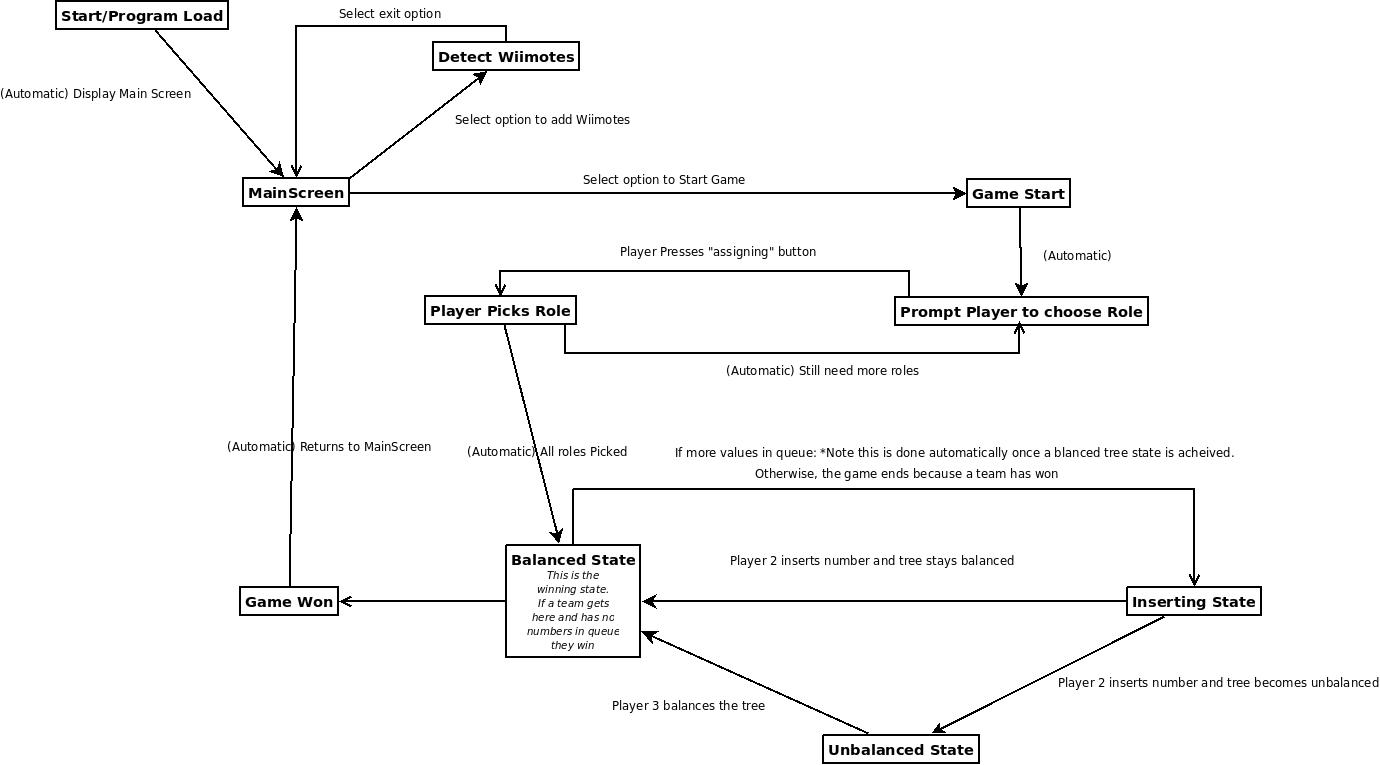 Start/Program Load
Select exit option
Detect Wiimotes
(Automatic) Display Main Screen
Select option to add Wiimotes
MainScreen
Select option to Start Game
Game Start
Player Presses "assigning" button
(Automatic)
Player Picks Role
Prompt Player to choose Role
(Automatic) Still need more roles
(Automatic) Returns to MainScreen
(Automatic) All roles Picked
If more values in queue: *Note this is done automatically once a blanced tree state is acheived.
Otherwise, the game ends because a team has won
Balanced State
This is the
winning state.
If a team gets
here and has no
numbers in queue
they win
Player 2 inserts number and tree stays balanced
Game Won
Inserting State
Player 2 inserts number and tree becomes unbalanced
Player 3 balances the tree
Unbalanced State